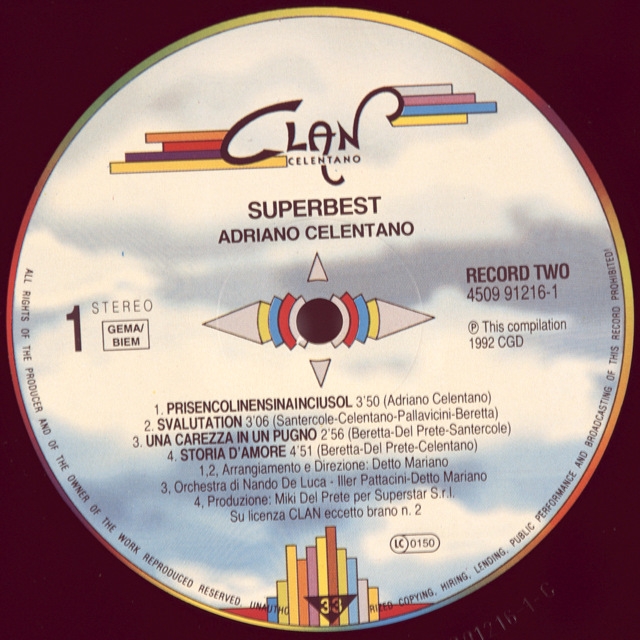 CLAN
CELENTANO
SUPERBEST
ADRIANO CELENTANO
1 STEREO
GEMA/
BIEM
RECORD TWO
4509 91216-1
℗ This compilation
1992 CGD
1. PRISENCOLINENSINAINCIUSOL 3'50 (Adriano Celentano)
2. SVALUTATION 3'06 (Santercole-Celentano-Pallavicini-Beretta)
3. UNA CAREZZA IN UN PUGNO 2'56 (Beretta-Del Prete-Santercole)
4. STORIA D'AMORE 4'51 (Beretta-Del Prete-Celentano)
1,2, Arrangiamento e Direzione: Detto Mariano
3, Orchestra di Nando De Luca - Iller Pattacini-Detto Mariano
4, Produzione: Miki Del Prete per Superstar S.r.l.
Su licenza CLAN eccetto brano n. 2
LC 0150
33
ALL RIGHTS OF THE PRODUCER AND OF THE OWNER OF THE WORK REPRODUCED RESERVED. UNAUTHO RIZED COPYING, HIRING, LENDING, PUBLIC PERFORMANCE AND BROADCASTING OF THIS RECORD PROHIBITED!